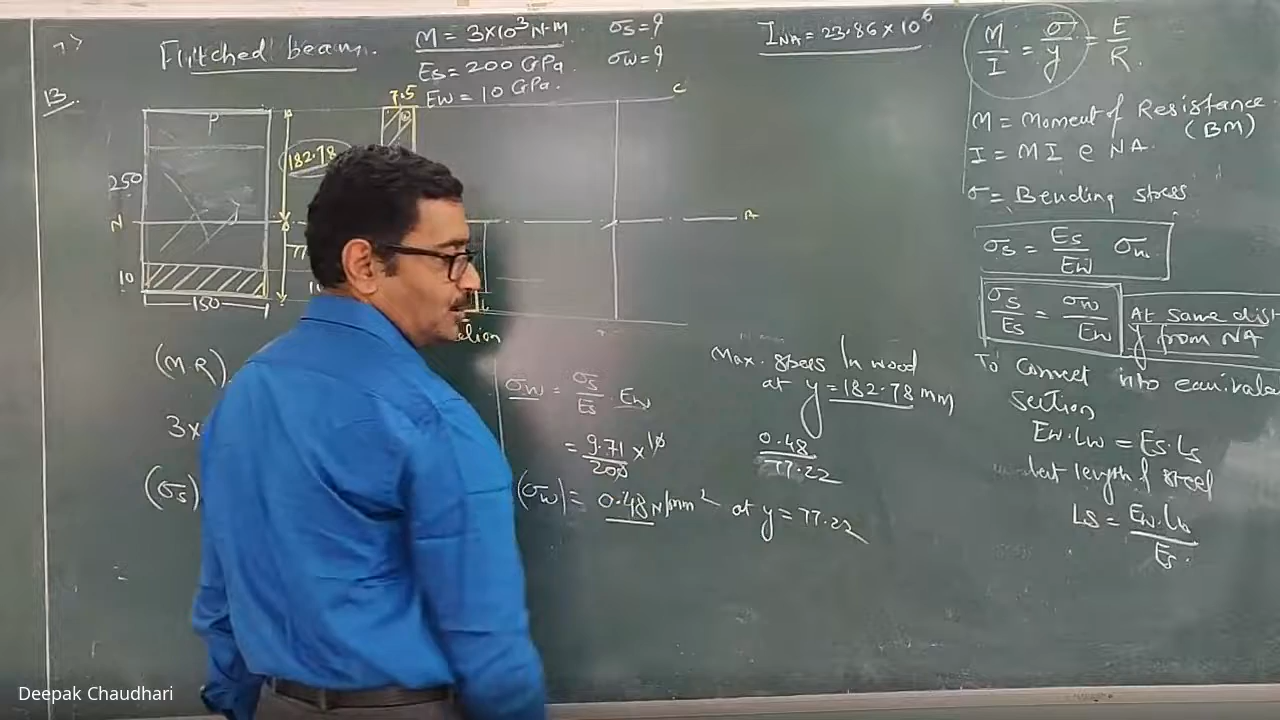 7>
Flitched beam.
M = 3×10³ N-M.
σs = ?
Es = 200 GPa.
σw = ?
Ew = 10 GPa.
I NA = 23.86×10⁶
M/I = σ/y = E/R.
13.
7.5
C
P
182.78
250
N
A
10
150
M = Moment of Resistance.
(BM)
I = MI @ NA.
σ = Bending stress
σs = Es/Ew σw
σs/Es = σw/Ew
At same dist
y from NA
To Convert into equivale
section
Ew.Lw = Es.Ls
length of steel
Ls = Ew.Lw/Es.
(M.R)
3×
(σs)
σw = σs/Es . Ew
= 9.71/200 × 10
(σw) = 0.48 N/mm² at y = 77.22
Max. stress In wood
at y = 182.78 mm
0.48/77.22
Deepak Chaudhari